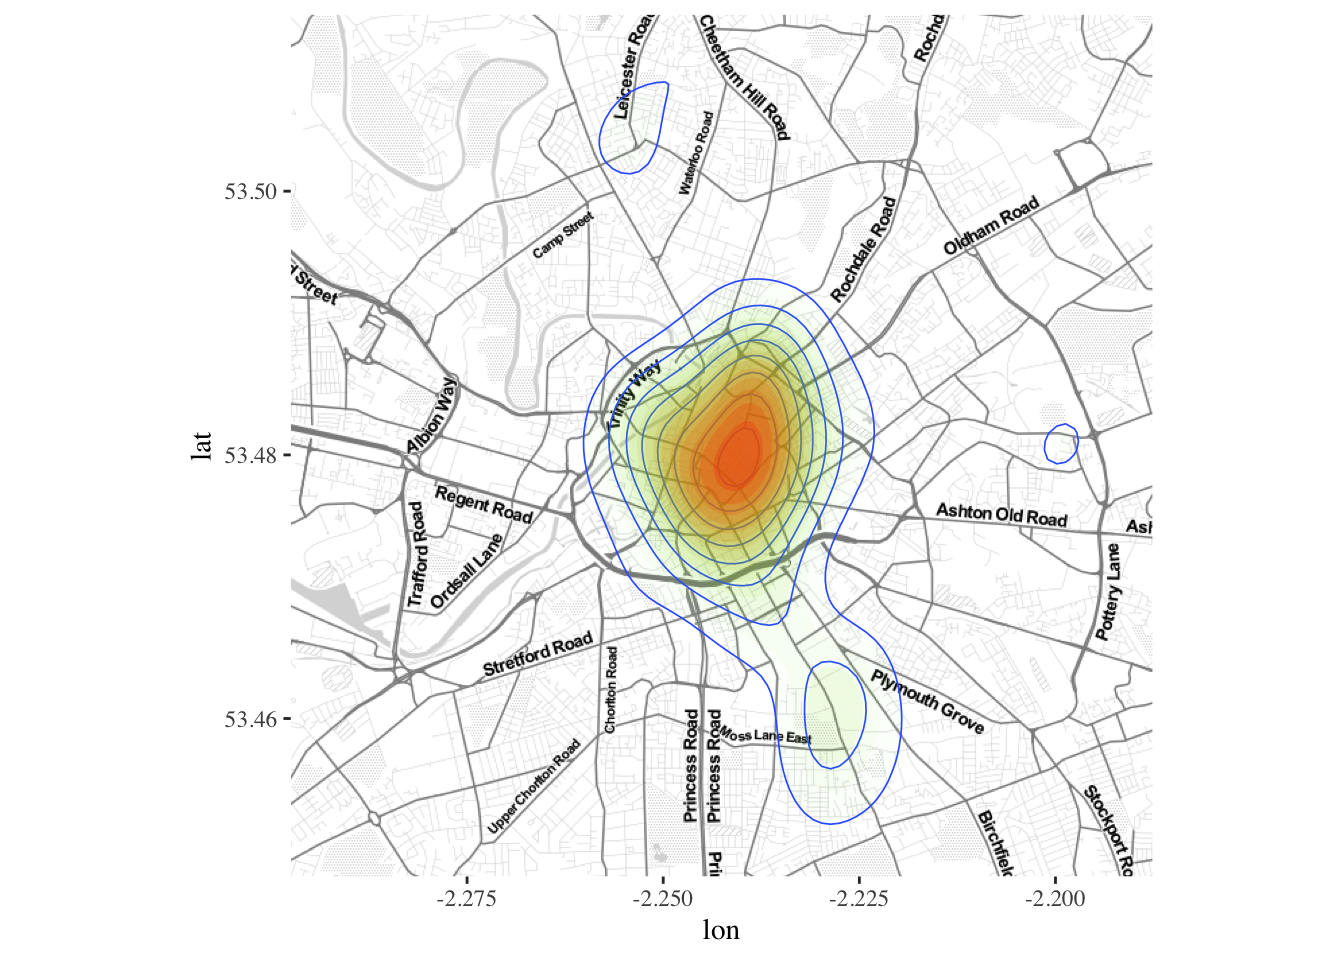 Leicester Road
Cheetham Hill Road
Rochd
Waterloo Road
53.50
Camp Street
Rochdale Road
Oldham Road
d Street
Trinity Way
Albion Way
lat
53.48
Regent Road
Ashton Old Road
Ash
Trafford Road
Ordsall Lane
Pottery Lane
Stretford Road
Chorlton Road
Plymouth Grove
53.46
Princess Road
Princess Road
Moss Lane East
Upper Chorlton Road
Stockport Ro
Birchfiel
Pri
-2.275
-2.250
-2.225
-2.200
lon